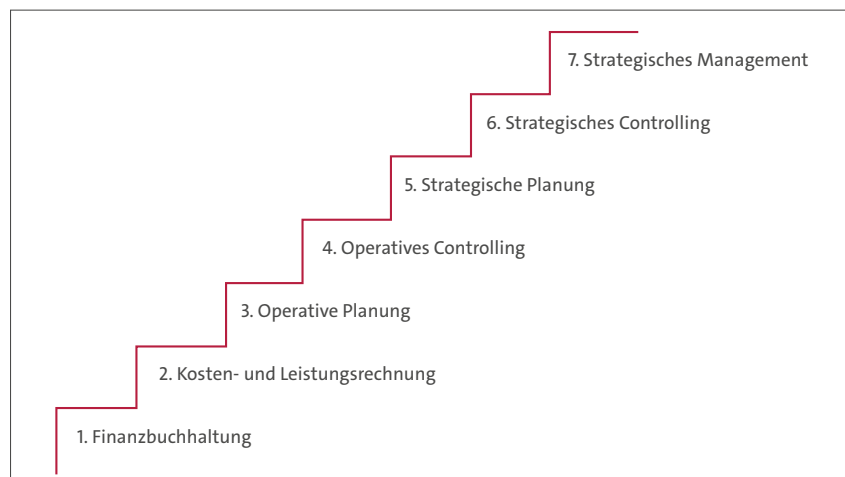 7. Strategisches Management
6. Strategisches Controlling
5. Strategische Planung
4. Operatives Controlling
3. Operative Planung
2. Kosten- und Leistungsrechnung
1. Finanzbuchhaltung